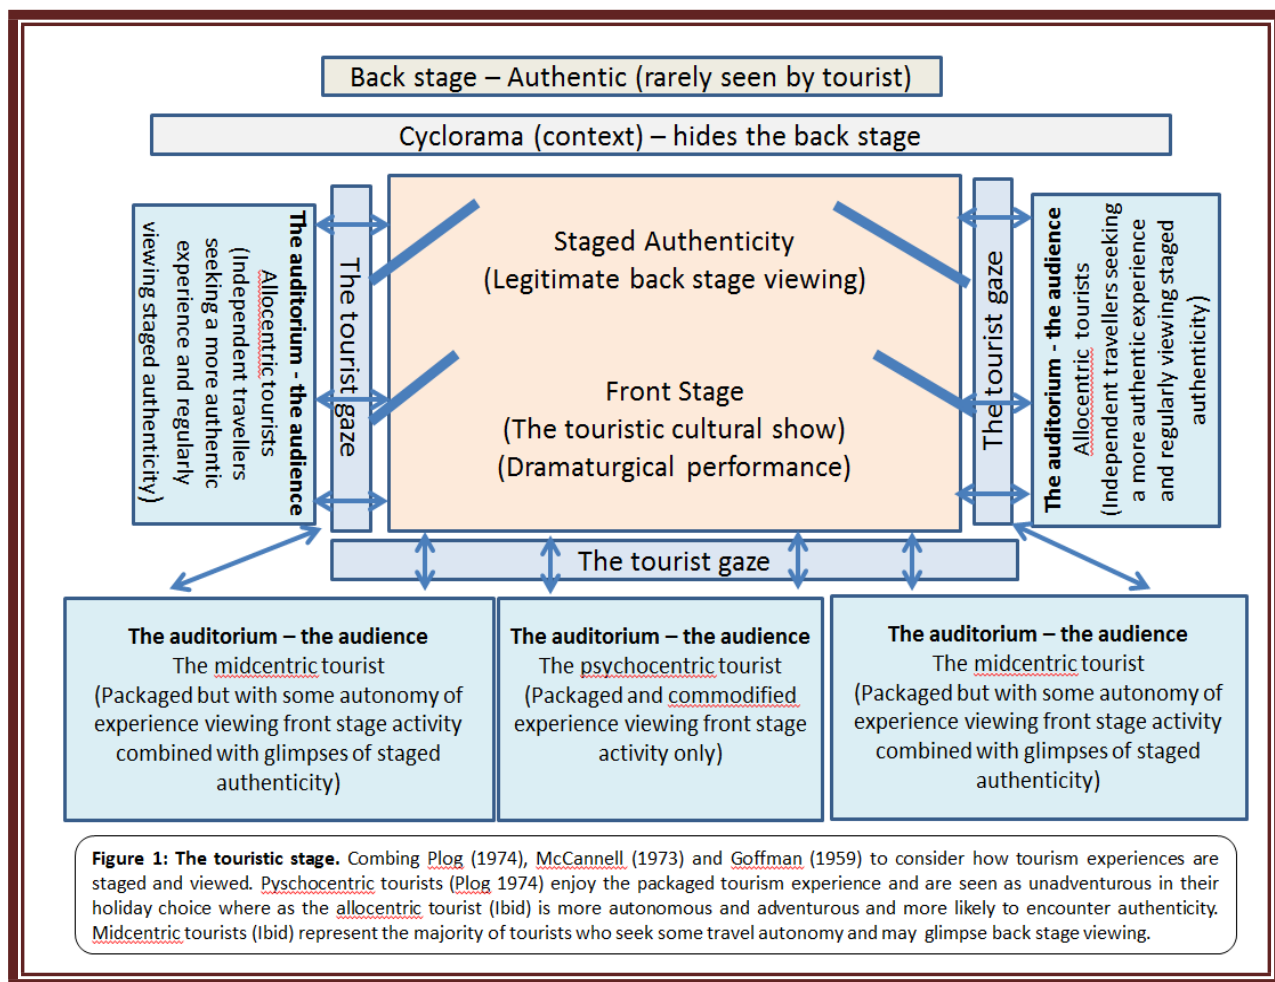 Back stage – Authentic (rarely seen by tourist)
Cyclorama (context) – hides the back stage
The auditorium - the audience
Allocentric tourists
(Independent travellers
seeking a more authentic
experience and regularly
viewing staged authenticity)
The tourist gaze
Staged Authenticity
(Legitimate back stage viewing)
Front Stage
(The touristic cultural show)
(Dramaturgical performance)
The tourist gaze
The auditorium - the audience
Allocentric tourists
(Independent travellers seeking
a more authentic experience
and regularly viewing staged
authenticity)
The tourist gaze
The auditorium – the audience
The midcentric tourist
(Packaged but with some autonomy of
experience viewing front stage activity
combined with glimpses of staged
authenticity)
The auditorium – the audience
The psychocentric tourist
(Packaged and commodified
experience viewing front stage
activity only)
The auditorium – the audience
The midcentric tourist
(Packaged but with some autonomy of
experience viewing front stage activity
combined with glimpses of staged
authenticity)
Figure 1: The touristic stage. Combing Plog (1974), McCannell (1973) and Goffman (1959) to consider how tourism experiences are
staged and viewed. Pyschocentric tourists (Plog 1974) enjoy the packaged tourism experience and are seen as unadventurous in their
holiday choice where as the allocentric tourist (Ibid) is more autonomous and adventurous and more likely to encounter authenticity.
Midcentric tourists (Ibid) represent the majority of tourists who seek some travel autonomy and may glimpse back stage viewing.